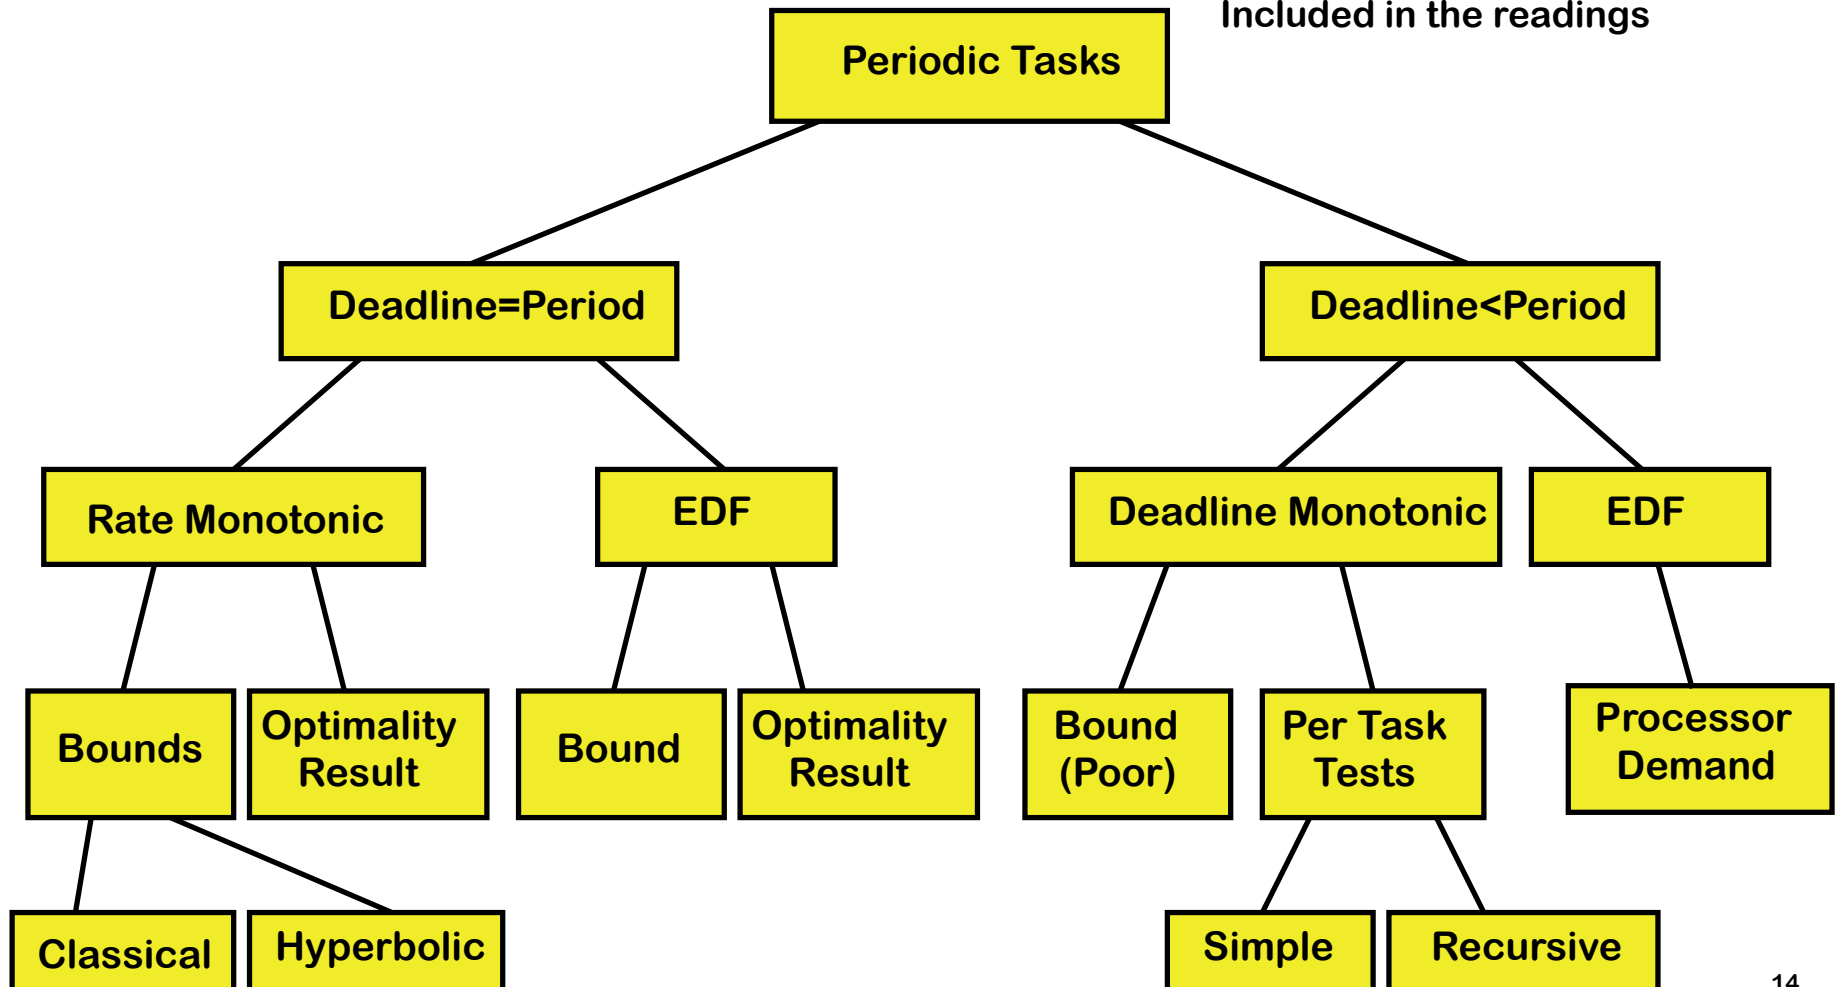 Included in the readings
Periodic Tasks
Deadline=Period
Deadline<Period
Rate Monotonic
EDF
Deadline Monotonic
EDF
Bounds
Optimality
Result
Bound
Optimality
Result
Bound
(Poor)
Per Task
Tests
Processor
Demand
Classical
Hyperbolic
Simple
Recursive
14